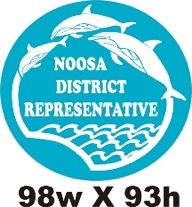 NOOSA
DISTRICT
REPRESENTATIVE
98w X 93h